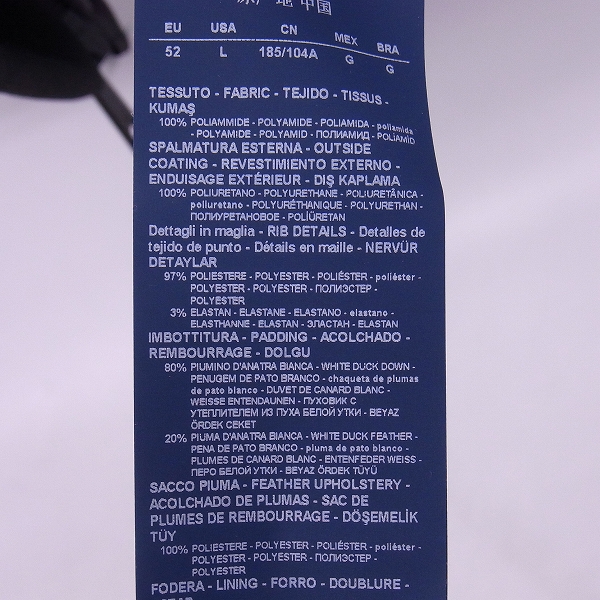 地 中国
EU USA CN MEX BRA
52 L 185/104A G G
TESSUTO - FABRIC - TEJIDO - TISSUS -
KUMAŞ
100% POLIAMMIDE - POLYAMIDE - POLIAMIDA - poliamida
- POLYAMIDE - POLYAMID - ПОЛИАМИД - POLİAMİD
SPALMATURA ESTERNA - OUTSIDE
COATING - REVESTIMIENTO EXTERNO -
ENDUISAGE EXTÉRIEUR - DIŞ KAPLAMA
100% POLIURETANO - POLYURETHANE - POLIURETÂNICA -
poliuretano - POLYURÉTHANIQUE - POLYURETHAN -
ПОЛИУРЕТАНОВОЕ - POLİÜRETAN
Dettagli in maglia - RIB DETAILS - Detalles de
tejido de punto - Détails en maille - NERVÜR
DETAYLAR
97% POLIESTERE - POLYESTER - POLIÉSTER - poliéster -
POLYESTER - POLYESTER - ПОЛИЭСТЕР -
POLYESTER
3% ELASTAN - ELASTANE - ELASTANO - elastano -
ELASTHANNE - ELASTAN - ЭЛАСТАН - ELASTAN
IMBOTTITURA - PADDING - ACOLCHADO -
REMBOURRAGE - DOLGU
80% PIUMINO D'ANATRA BIANCA - WHITE DUCK DOWN -
PENUGEM DE PATO BRANCO - chaqueta de plumas
de pato blanco - DUVET DE CANARD BLANC -
WEISSE ENTENDAUNEN - ПУХОВИК С
УТЕПЛИТЕЛЕМ ИЗ ПУХА БЕЛОЙ УТКИ - BEYAZ
ÖRDEK CEKET
20% PIUMA D'ANATRA BIANCA - WHITE DUCK FEATHER -
PENA DE PATO BRANCO - pluma de pato blanco -
PLUMES DE CANARD BLANC - ENTENFEDER WEISS -
ПЕРО БЕЛОЙ УТКИ - BEYAZ ÖRDEK TÜYÜ
SACCO PIUMA - FEATHER UPHOLSTERY -
ACOLCHADO DE PLUMAS - SAC DE
PLUMES DE REMBOURRAGE - DÖŞEMELİK
TÜY
100% POLIESTERE - POLYESTER - POLIÉSTER - poliéster -
POLYESTER - POLYESTER - ПОЛИЭСТЕР -
POLYESTER
FODERA - LINING - FORRO - DOUBLURE -